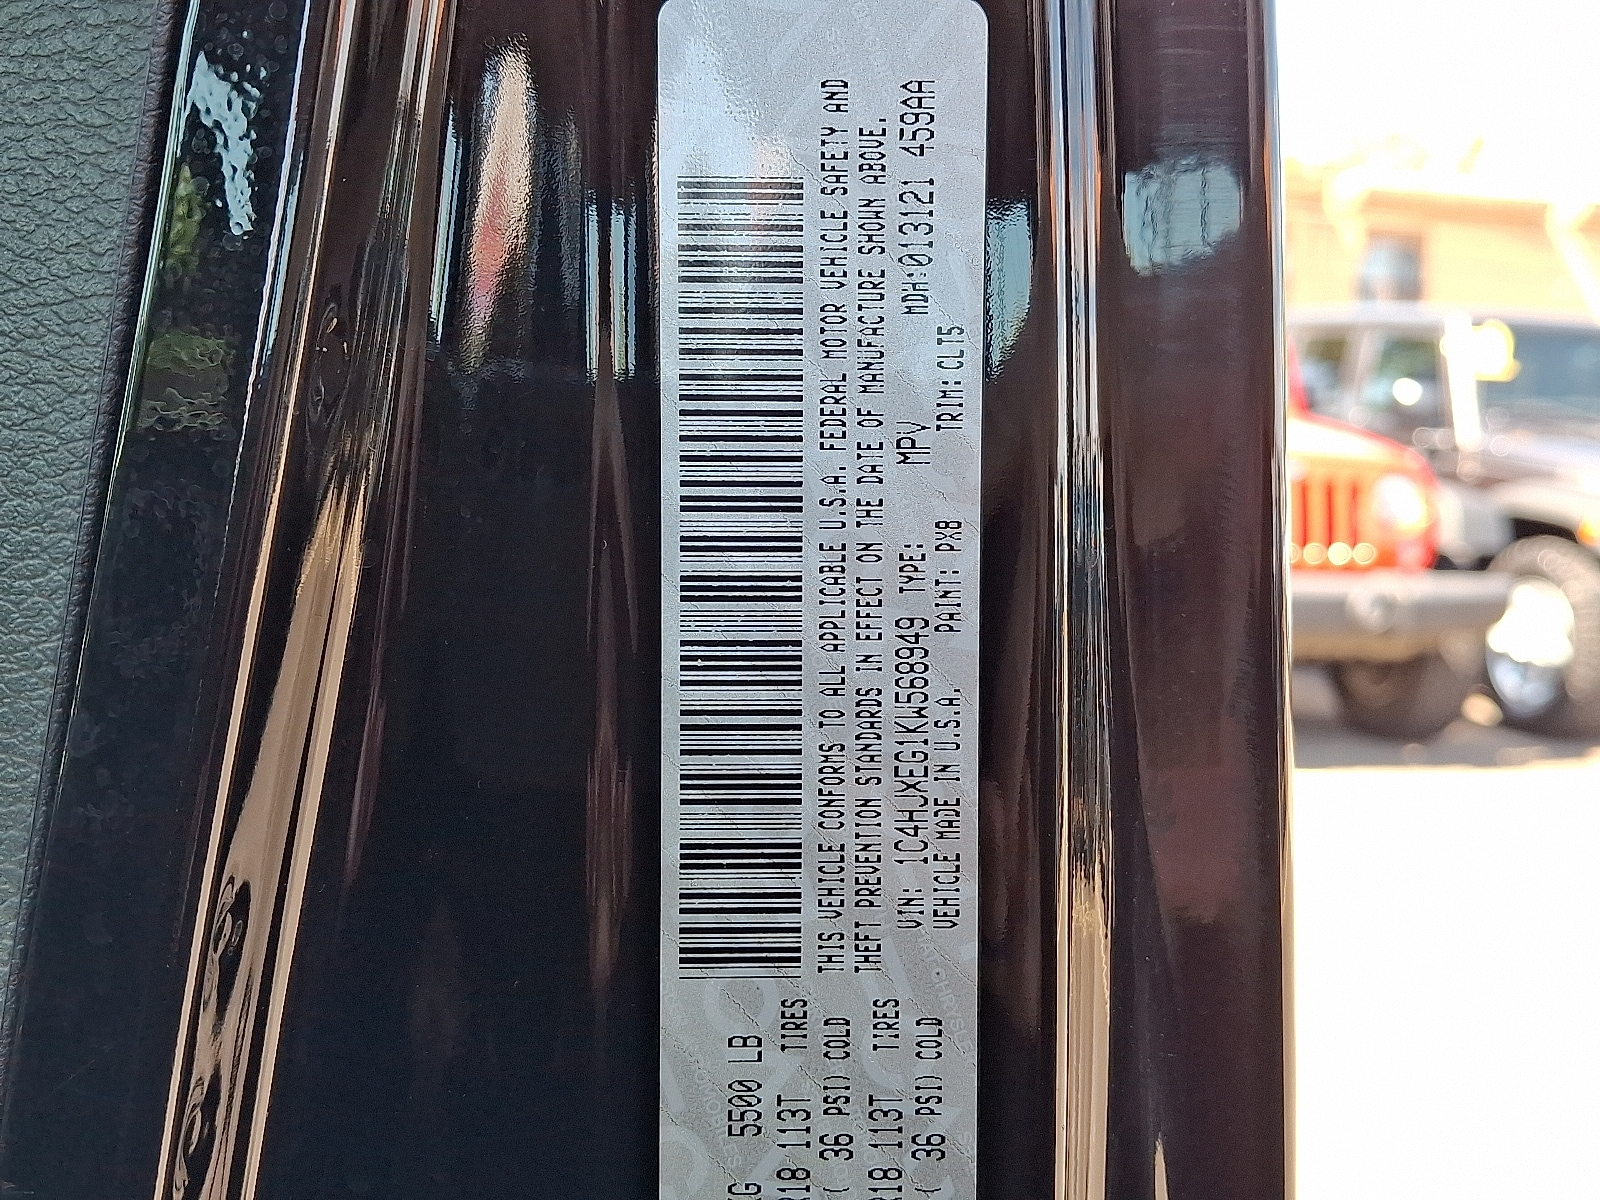 5500 LB
R18 113T TIRES
( 36 PSI) COLD
R18 113T TIRES
( 36 PSI) COLD
THIS VEHICLE CONFORMS TO ALL APPLICABLE U.S.A. FEDERAL MOTOR VEHICLE SAFETY AND
THEFT PREVENTION STANDARDS IN EFFECT ON THE DATE OF MANUFACTURE SHOWN ABOVE.
VIN: 1C4HJXEG1KW568949 TYPE: MPV MDH:013121 459AA
VEHICLE MADE IN U.S.A. PAINT: PX8 TRIM: CLT5